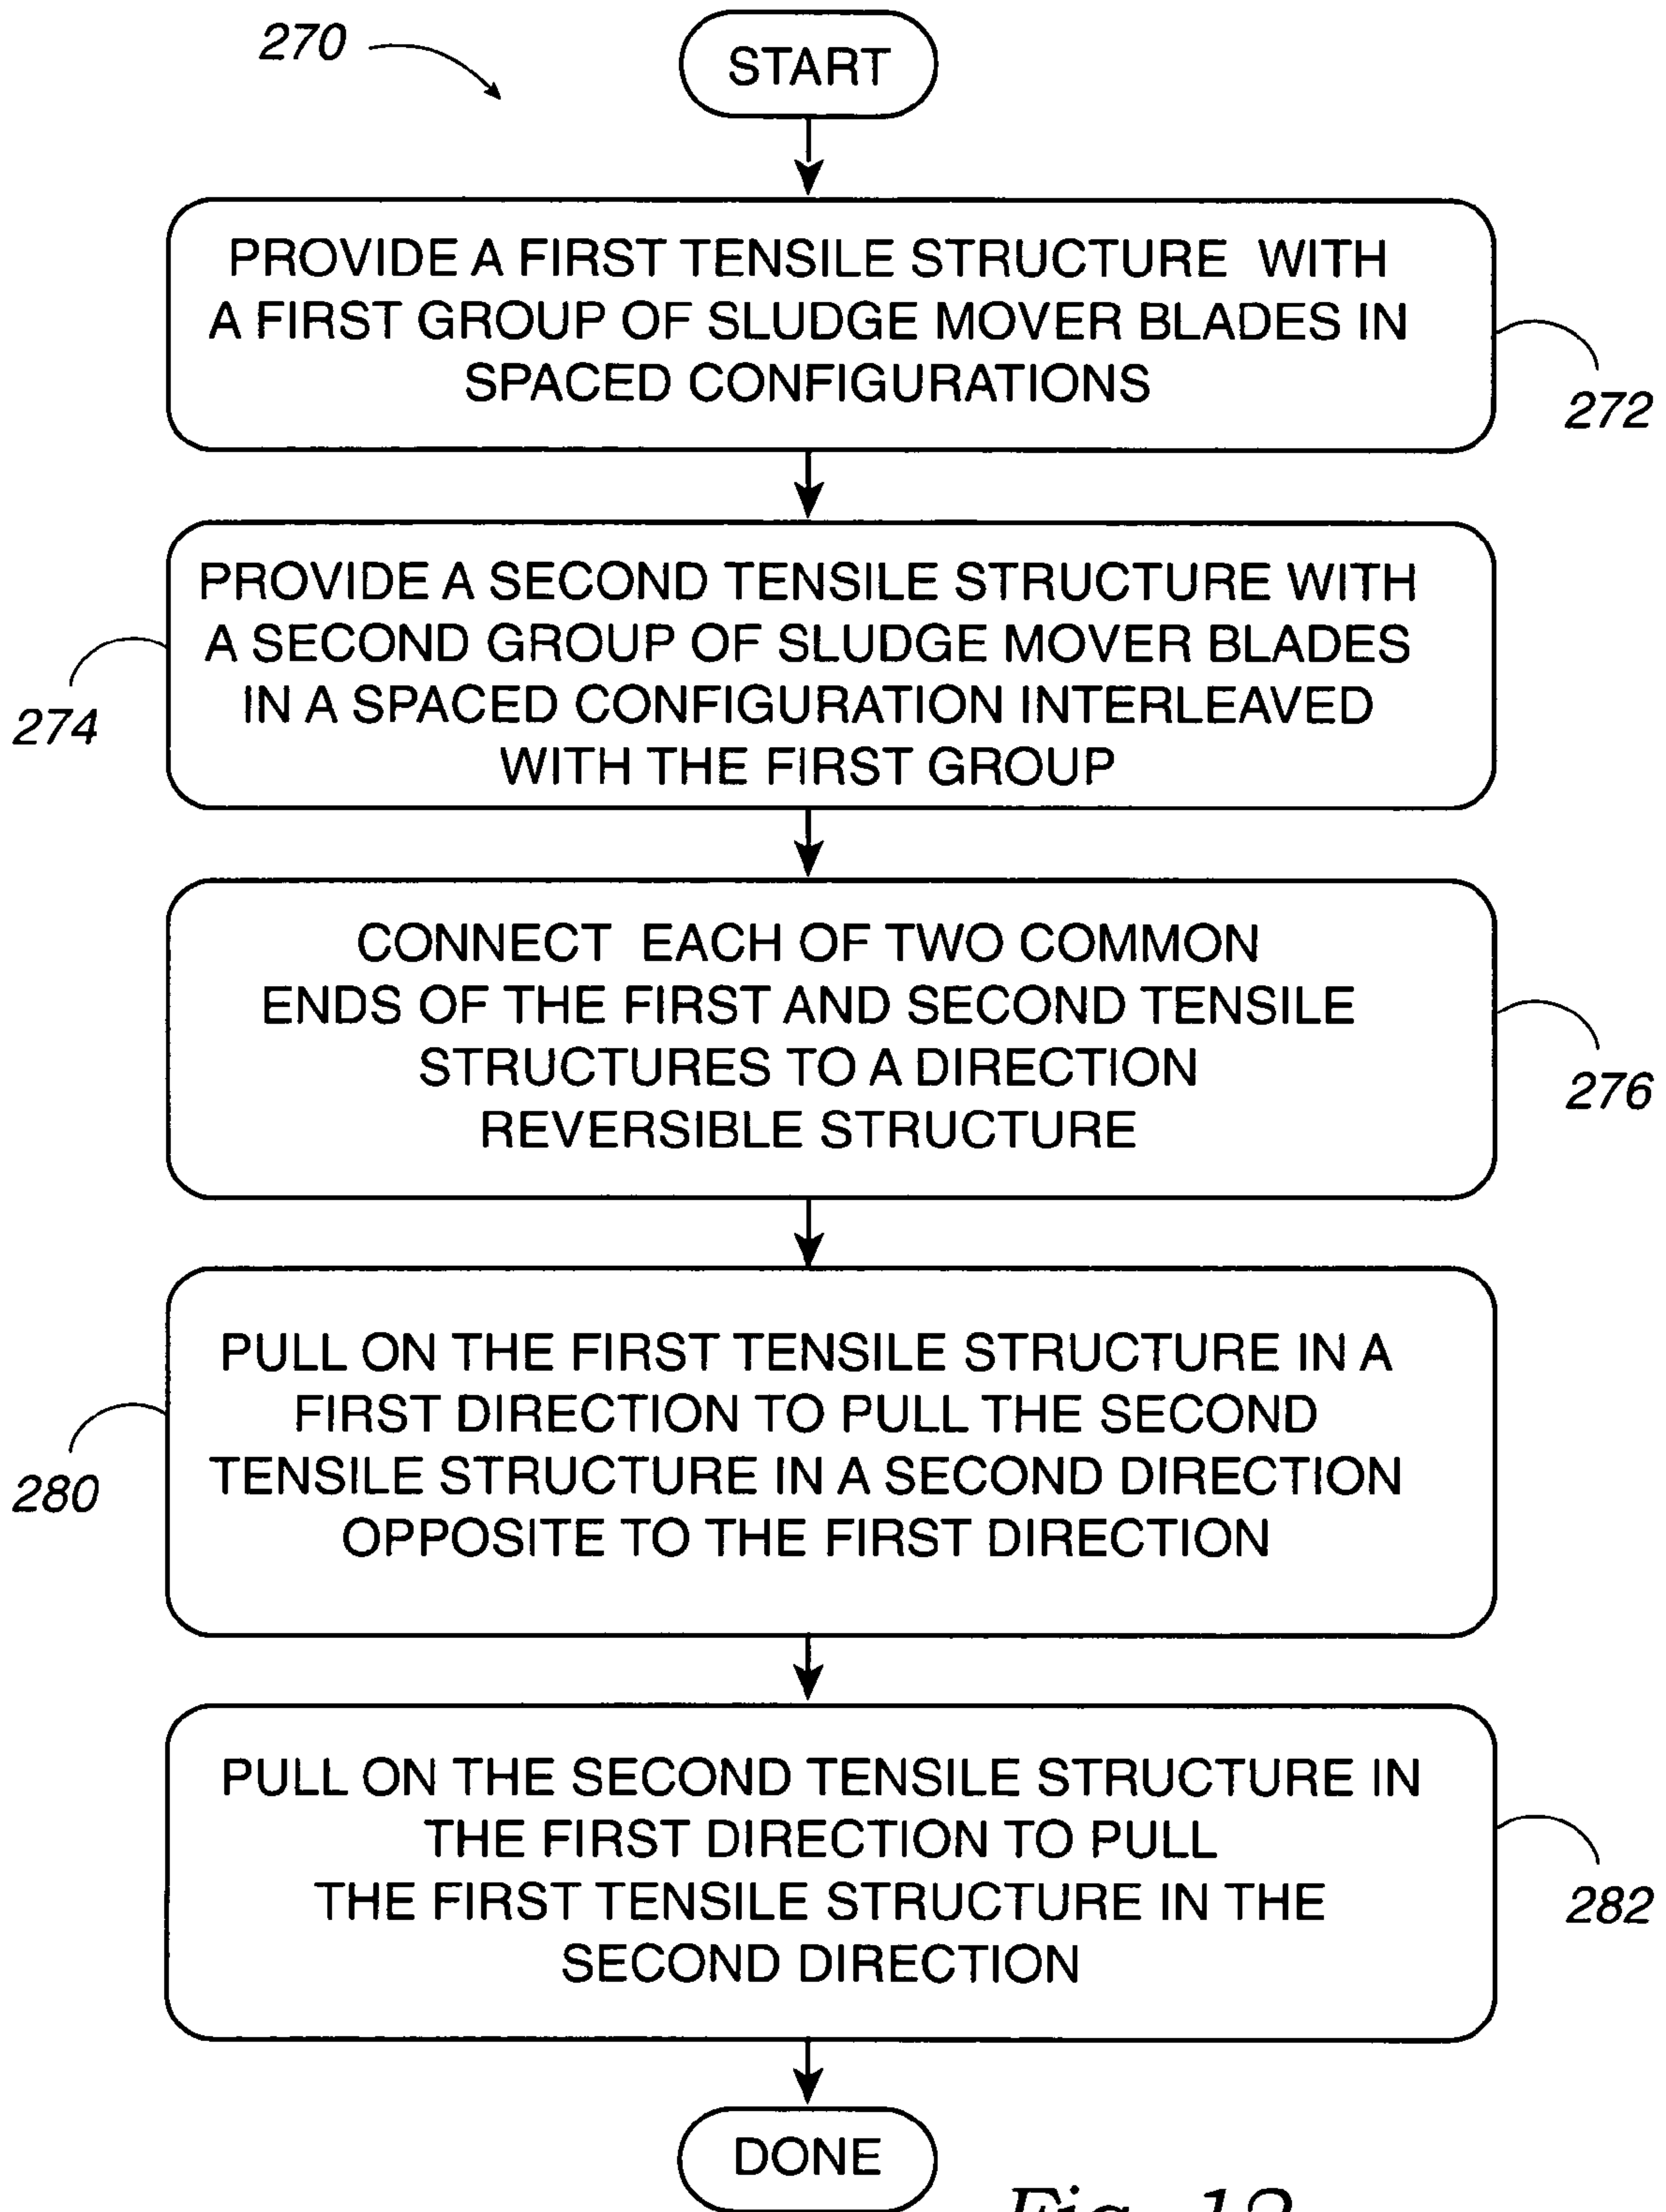 270
START
PROVIDE A FIRST TENSILE STRUCTURE WITH
A FIRST GROUP OF SLUDGE MOVER BLADES IN
SPACED CONFIGURATIONS
272
PROVIDE A SECOND TENSILE STRUCTURE WITH
A SECOND GROUP OF SLUDGE MOVER BLADES
IN A SPACED CONFIGURATION INTERLEAVED
WITH THE FIRST GROUP
274
CONNECT EACH OF TWO COMMON
ENDS OF THE FIRST AND SECOND TENSILE
STRUCTURES TO A DIRECTION
REVERSIBLE STRUCTURE
276
PULL ON THE FIRST TENSILE STRUCTURE IN A
FIRST DIRECTION TO PULL THE SECOND
TENSILE STRUCTURE IN A SECOND DIRECTION
OPPOSITE TO THE FIRST DIRECTION
280
PULL ON THE SECOND TENSILE STRUCTURE IN
THE FIRST DIRECTION TO PULL
THE FIRST TENSILE STRUCTURE IN THE
SECOND DIRECTION
282
DONE
Fig. 12